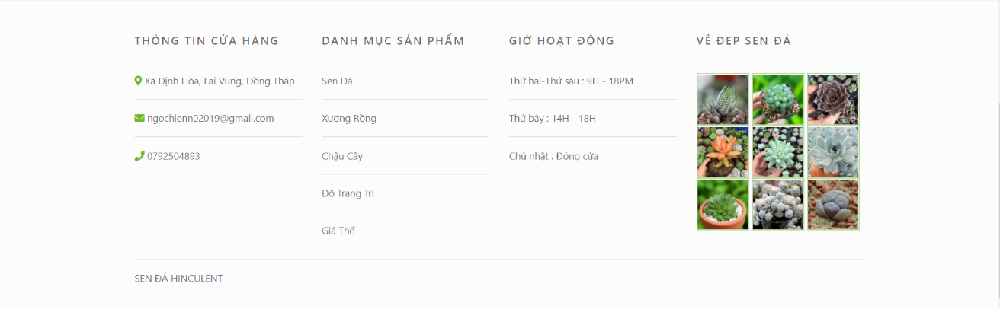 THÔNG TIN CỬA HÀNG
Xã Định Hòa, Lai Vung, Đồng Tháp
ngochienn02019@gmail.com
0792504893
DANH MỤC SẢN PHẨM
Sen Đá
Xương Rồng
Chậu Cây
Đồ Trang Trí
Giá Thể
GIỜ HOẠT ĐỘNG
Thứ hai-Thứ sáu : 9H - 18PM
Thứ bảy : 14H - 18H
Chủ nhật : Đóng cửa
VẺ ĐẸP SEN ĐÁ
SEN ĐÁ HINCULENT